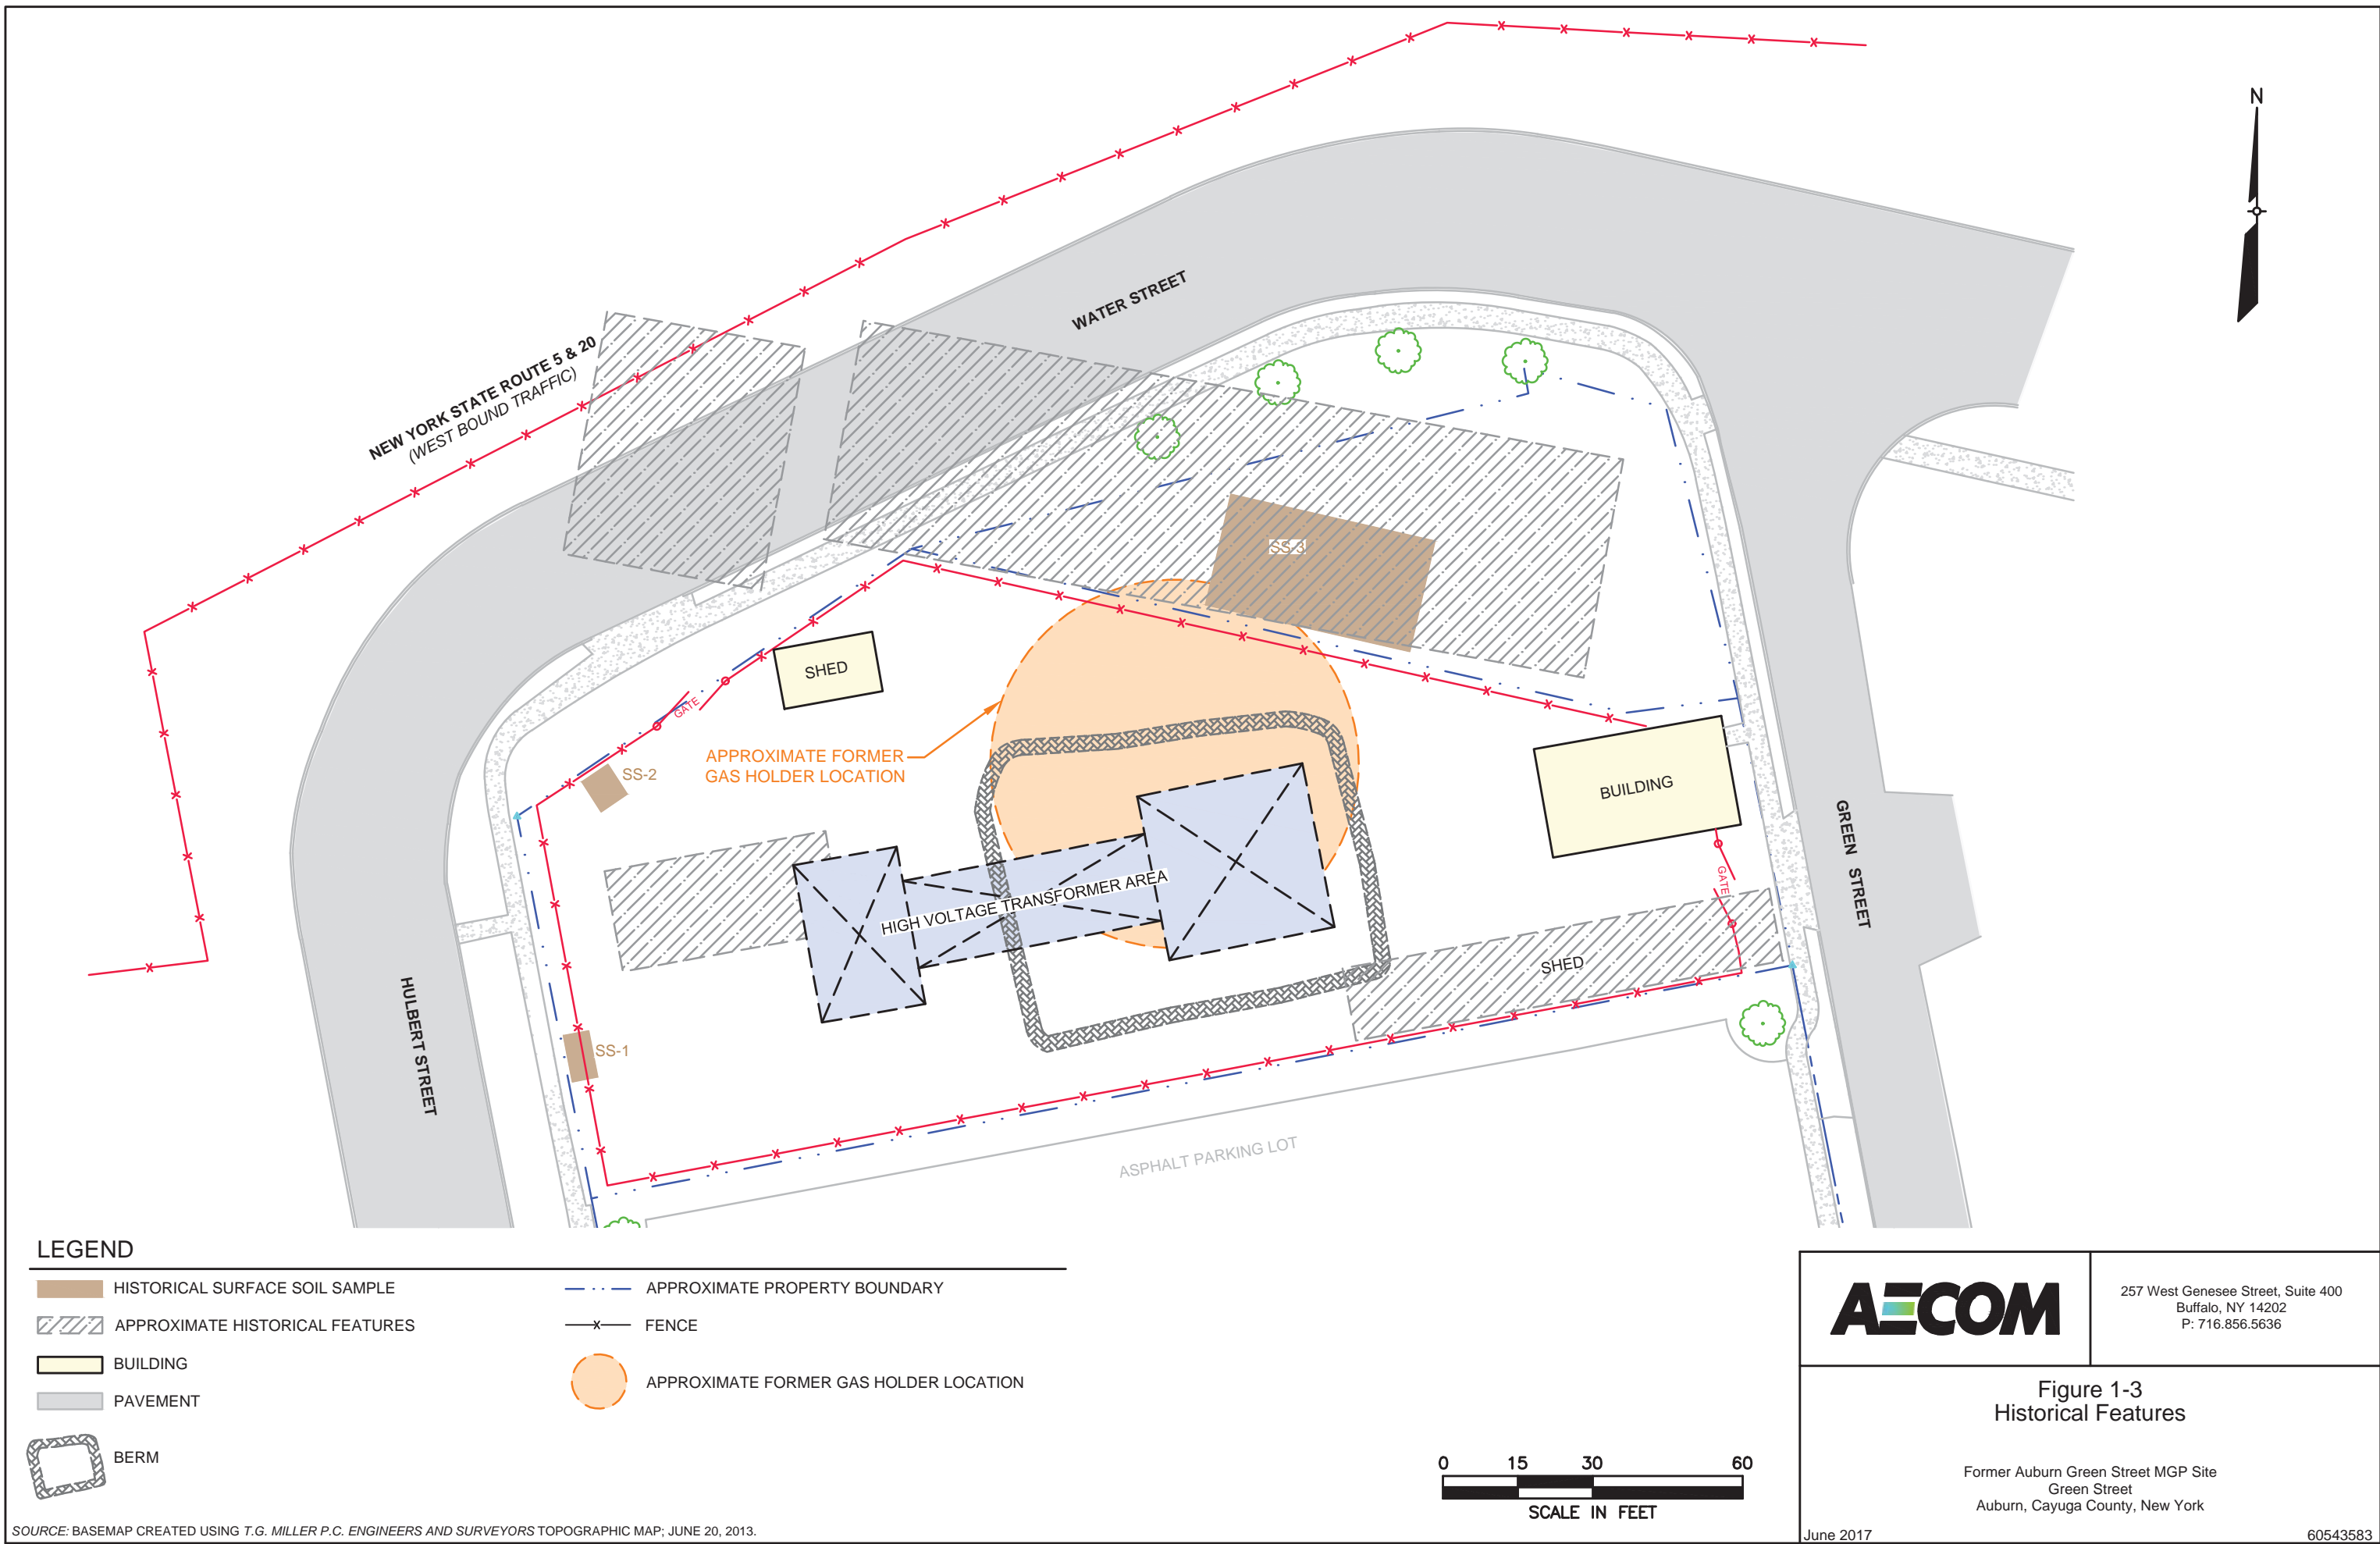 N
NEW YORK STATE ROUTE 5 & 20
(WEST BOUND TRAFFIC)
WATER STREET
SS-3
SHED
GATE
APPROXIMATE FORMER
GAS HOLDER LOCATION
SS-2
BUILDING
GREEN STREET
HIGH VOLTAGE TRANSFORMER AREA
GATE
SHED
HULBERT STREET
SS-1
ASPHALT PARKING LOT
LEGEND
HISTORICAL SURFACE SOIL SAMPLE
APPROXIMATE HISTORICAL FEATURES
BUILDING
PAVEMENT
BERM
APPROXIMATE PROPERTY BOUNDARY
FENCE
APPROXIMATE FORMER GAS HOLDER LOCATION
0 15 30 60
SCALE IN FEET
AECOM
257 West Genesee Street, Suite 400
Buffalo, NY 14202
P: 716.856.5636
Figure 1-3
Historical Features
Former Auburn Green Street MGP Site
Green Street
Auburn, Cayuga County, New York
June 2017
60543583
SOURCE: BASEMAP CREATED USING T.G. MILLER P.C. ENGINEERS AND SURVEYORS TOPOGRAPHIC MAP; JUNE 20, 2013.